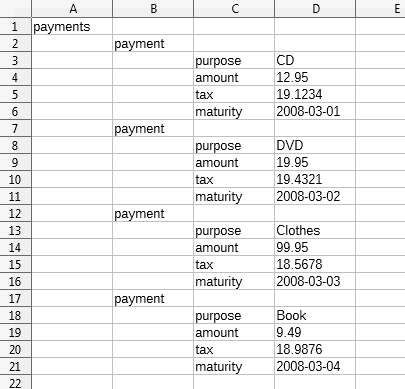 A B C D E
1 payments
2 payment
3 purpose CD
4 amount 12.95
5 tax 19.1234
6 maturity 2008-03-01
7 payment
8 purpose DVD
9 amount 19.95
10 tax 19.4321
11 maturity 2008-03-02
12 payment
13 purpose Clothes
14 amount 99.95
15 tax 18.5678
16 maturity 2008-03-03
17 payment
18 purpose Book
19 amount 9.49
20 tax 18.9876
21 maturity 2008-03-04
22